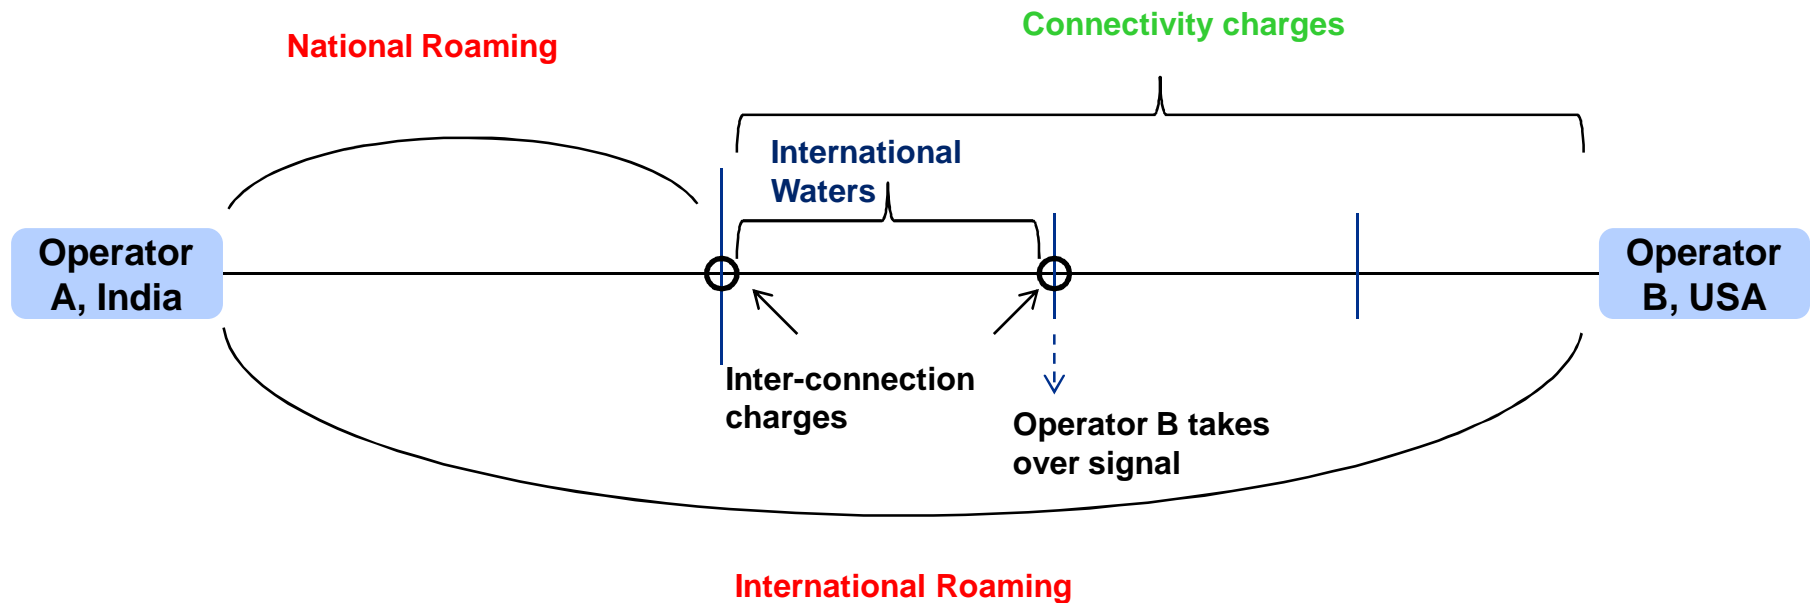 Connectivity charges
National Roaming
International
Waters
Operator
A, India
Operator
B, USA
Inter-connection
charges
Operator B takes
over signal
International Roaming